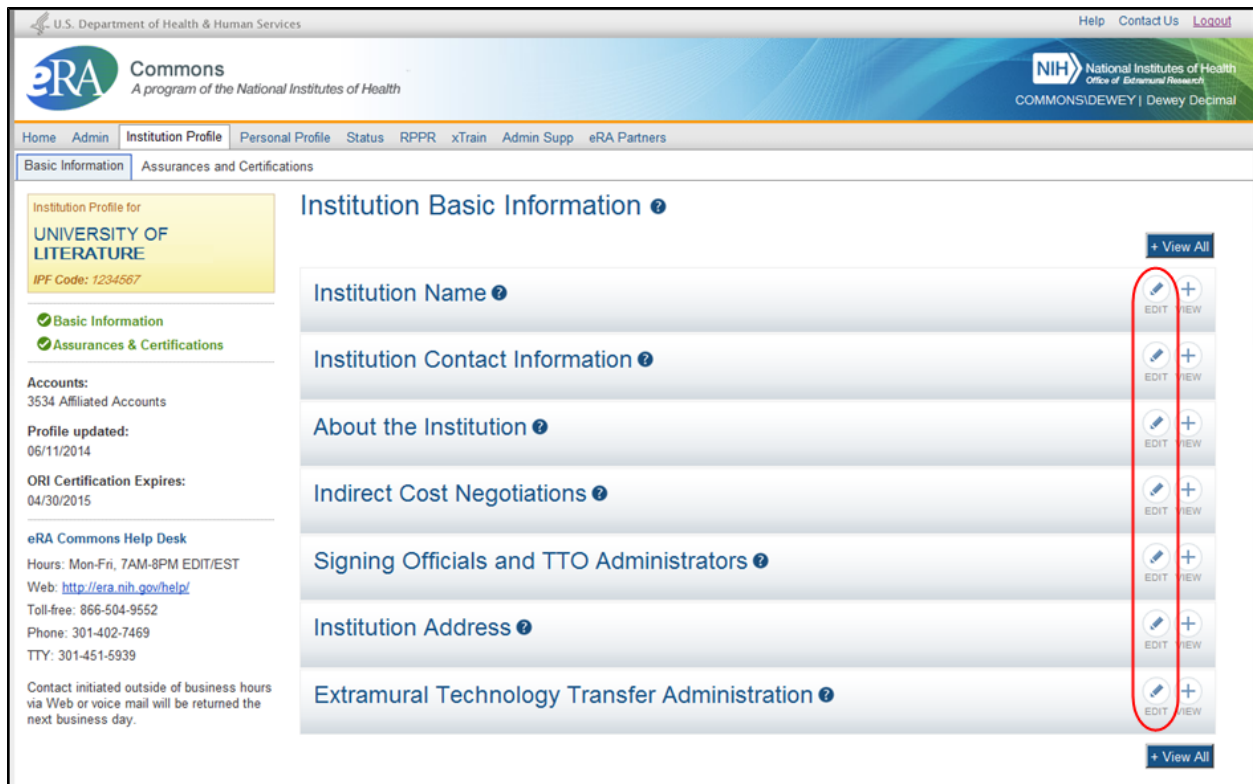 U.S. Department of Health & Human Services
Help Contact Us Logout
eRA
Commons
A program of the National Institutes of Health
NIH National Institutes of Health
Office of Extramural Research
COMMONS\DEWEY | Dewey Decimal
Home Admin Institution Profile Personal Profile Status RPPR xTrain Admin Supp eRA Partners
Basic Information Assurances and Certifications
Institution Profile for
UNIVERSITY OF
LITERATURE
IPF Code: 1234567
Basic Information
Assurances & Certifications
Accounts:
3534 Affiliated Accounts
Profile updated:
06/11/2014
ORI Certification Expires:
04/30/2015
eRA Commons Help Desk
Hours: Mon-Fri, 7AM-8PM EDIT/EST
Web: http://era.nih.gov/help/
Toll-free: 866-504-9552
Phone: 301-402-7469
TTY: 301-451-5939
Contact initiated outside of business hours
via Web or voice mail will be returned the
next business day.
Institution Basic Information ?
+ View All
Institution Name ?
EDIT VIEW
Institution Contact Information ?
EDIT VIEW
About the Institution ?
EDIT VIEW
Indirect Cost Negotiations ?
EDIT VIEW
Signing Officials and TTO Administrators ?
EDIT VIEW
Institution Address ?
EDIT VIEW
Extramural Technology Transfer Administration ?
EDIT VIEW
+ View All